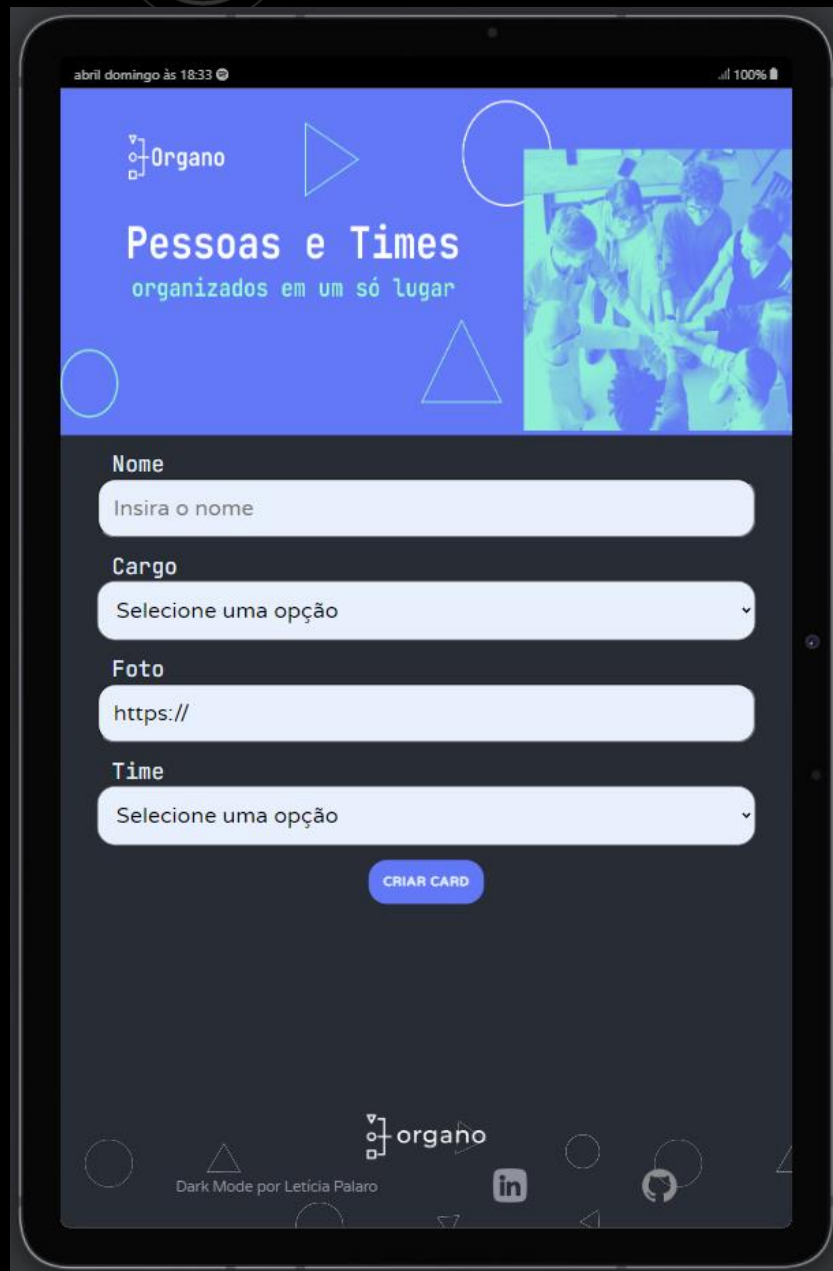 abril domingo às 18:33
100%
Organo
Pessoas e Times
organizados em um só lugar
Nome
Insira o nome
Cargo
Selecione uma opção
Foto
https://
Time
Selecione uma opção
CRIAR CARD
organo
Dark Mode por Letícia Palaro
in